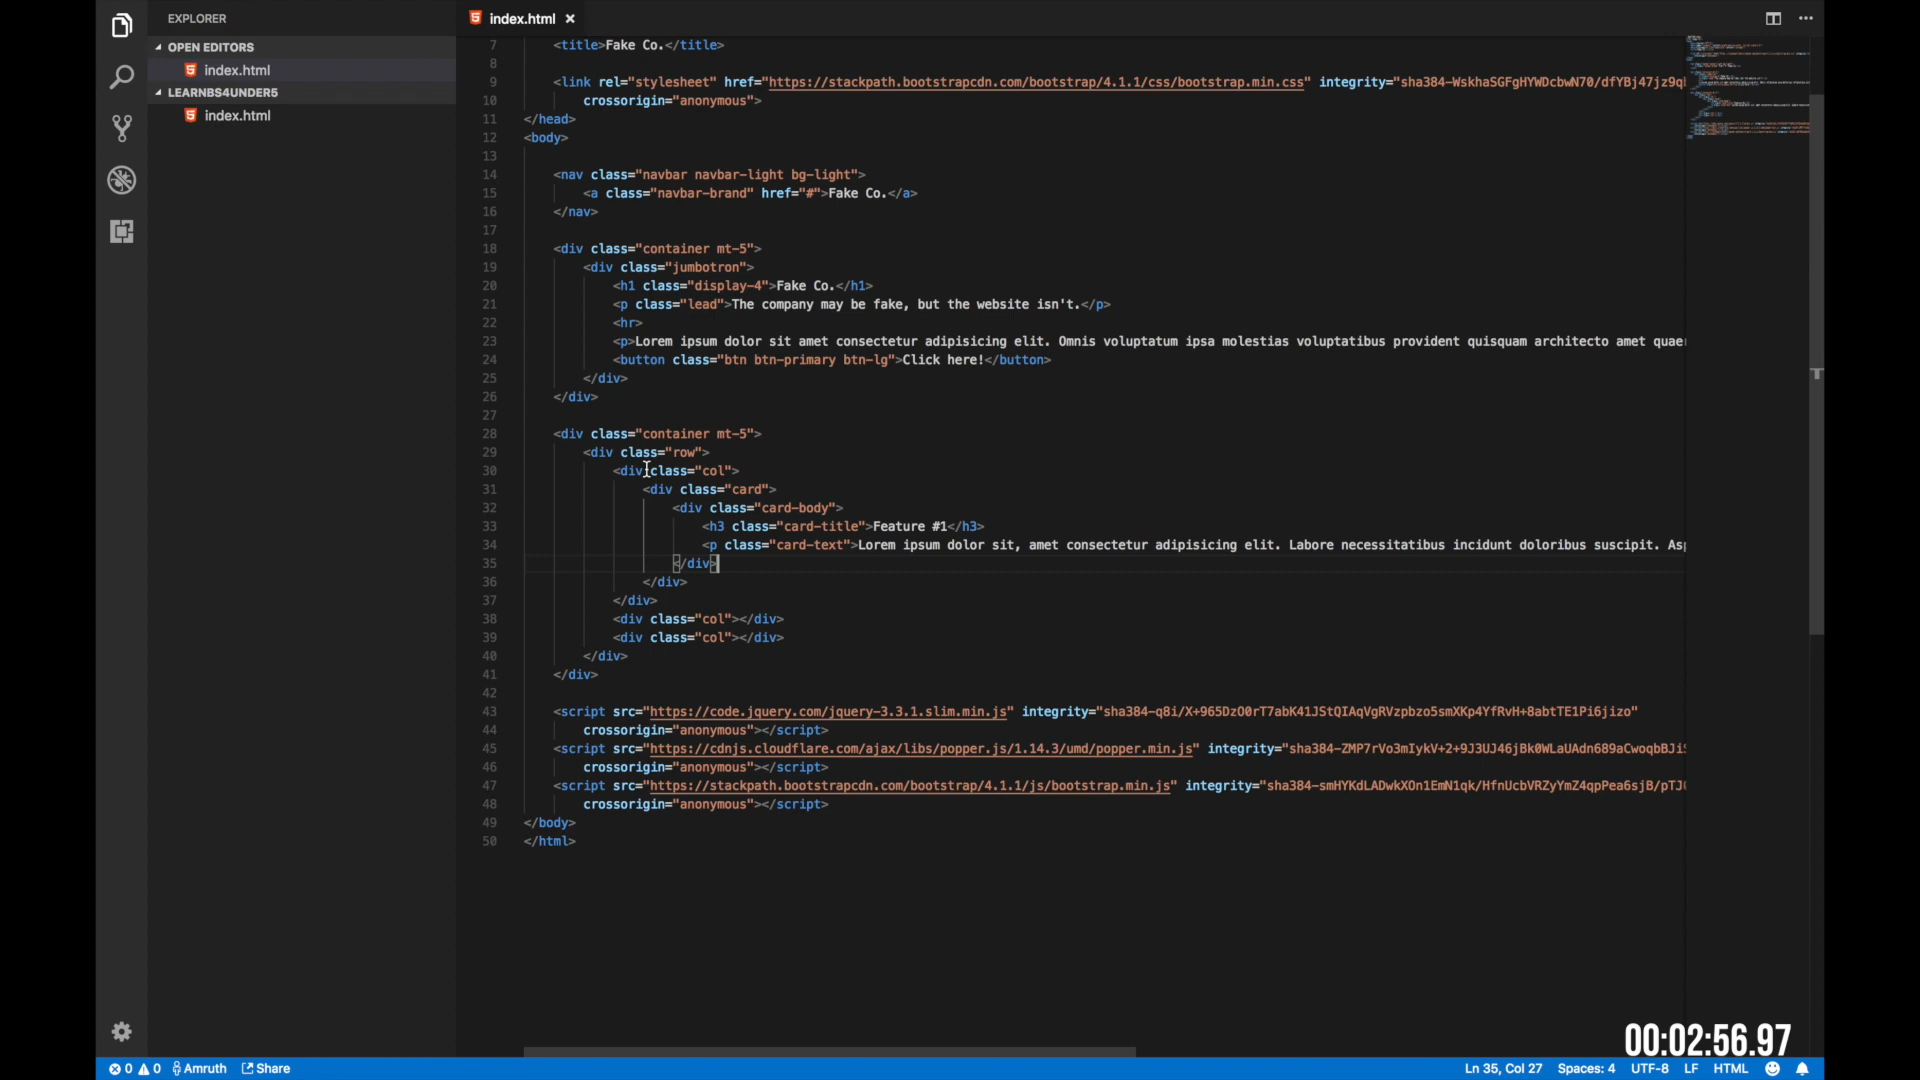 EXPLORER
OPEN EDITORS
index.html
LEARNBS4UNDER5
index.html
index.html
7 <title>Fake Co.</title>
8
9 <link rel="stylesheet" href="https://stackpath.bootstrapcdn.com/bootstrap/4.1.1/css/bootstrap.min.css" integrity="sha384-WskhaSGFgHYWDcbwN70/dfYBj47jz9q
10 crossorigin="anonymous">
11 </head>
12 <body>
13
14 <nav class="navbar navbar-light bg-light">
15 <a class="navbar-brand" href="#">Fake Co.</a>
16 </nav>
17
18 <div class="container mt-5">
19 <div class="jumbotron">
20 <h1 class="display-4">Fake Co.</h1>
21 <p class="lead">The company may be fake, but the website isn't.</p>
22 <hr>
23 <p>Lorem ipsum dolor sit amet consectetur adipisicing elit. Omnis voluptatum ipsa molestias voluptatibus provident quisquam architecto amet quae
24 <button class="btn btn-primary btn-lg">Click here!</button>
25 </div>
26 </div>
27
28 <div class="container mt-5">
29 <div class="row">
30 <div class="col">
31 <div class="card">
32 <div class="card-body">
33 <h3 class="card-title">Feature #1</h3>
34 <p class="card-text">Lorem ipsum dolor sit, amet consectetur adipisicing elit. Labore necessitatibus incidunt doloribus suscipit. Asp
35 </div>
36 </div>
37 </div>
38 <div class="col"></div>
39 <div class="col"></div>
40 </div>
41 </div>
42
43 <script src="https://code.jquery.com/jquery-3.3.1.slim.min.js" integrity="sha384-q8i/X+965DzO0rT7abK41JStQIAqVgRVzpbzo5smXKp4YfRvH+8abtTE1Pi6jizo"
44 crossorigin="anonymous"></script>
45 <script src="https://cdnjs.cloudflare.com/ajax/libs/popper.js/1.14.3/umd/popper.min.js" integrity="sha384-ZMP7rVo3mIykV+2+9J3UJ46jBk0WLaUAdn689aCwoqbBJi
46 crossorigin="anonymous"></script>
47 <script src="https://stackpath.bootstrapcdn.com/bootstrap/4.1.1/js/bootstrap.min.js" integrity="sha384-smHYKdLADwkXOn1EmN1qk/HfnUcbVRZyYmZ4qpPea6sjB/pTJ
48 crossorigin="anonymous"></script>
49 </body>
50 </html>
00:02:56.97
0 0 Amruth Share Ln 35, Col 27 Spaces: 4 UTF-8 LF HTML